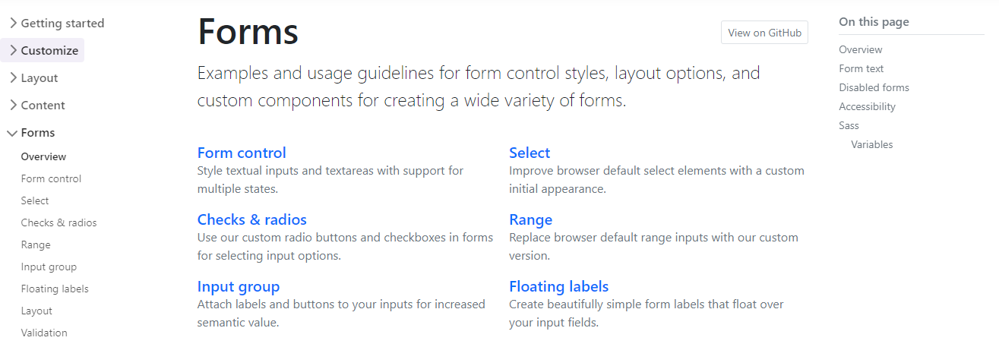 Getting started
Customize
Layout
Content
Forms
Overview
Form control
Select
Checks & radios
Range
Input group
Floating labels
Layout
Validation
Forms
View on GitHub
Examples and usage guidelines for form control styles, layout options, and
custom components for creating a wide variety of forms.
Form control
Style textual inputs and textareas with support for
multiple states.
Select
Improve browser default select elements with a custom
initial appearance.
Checks & radios
Use our custom radio buttons and checkboxes in forms
for selecting input options.
Range
Replace browser default range inputs with our custom
version.
Input group
Attach labels and buttons to your inputs for increased
semantic value.
Floating labels
Create beautifully simple form labels that float over
your input fields.
On this page
Overview
Form text
Disabled forms
Accessibility
Sass
Variables